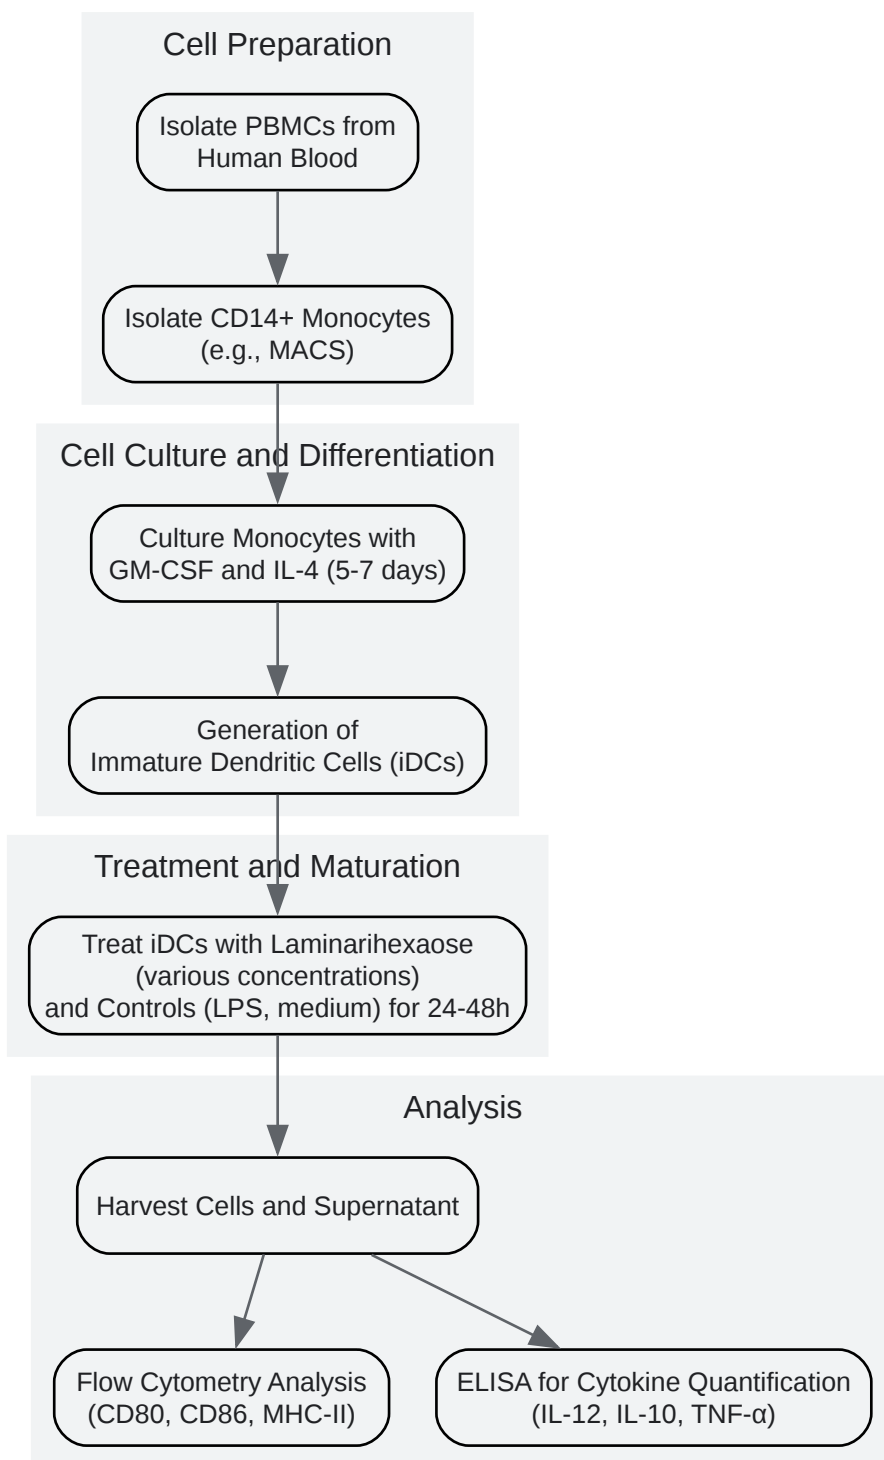 Cell Preparation
Isolate PBMCs from
Human Blood
Isolate CD14+ Monocytes
(e.g., MACS)
Cell Culture and Differentiation
Culture Monocytes with
GM-CSF and IL-4 (5-7 days)
Generation of
Immature Dendritic Cells (iDCs)
Treatment and Maturation
Treat iDCs with Laminarihexaose
(various concentrations)
and Controls (LPS, medium) for 24-48h
Analysis
Harvest Cells and Supernatant
Flow Cytometry Analysis
(CD80, CD86, MHC-II)
ELISA for Cytokine Quantification
(IL-12, IL-10, TNF-α)